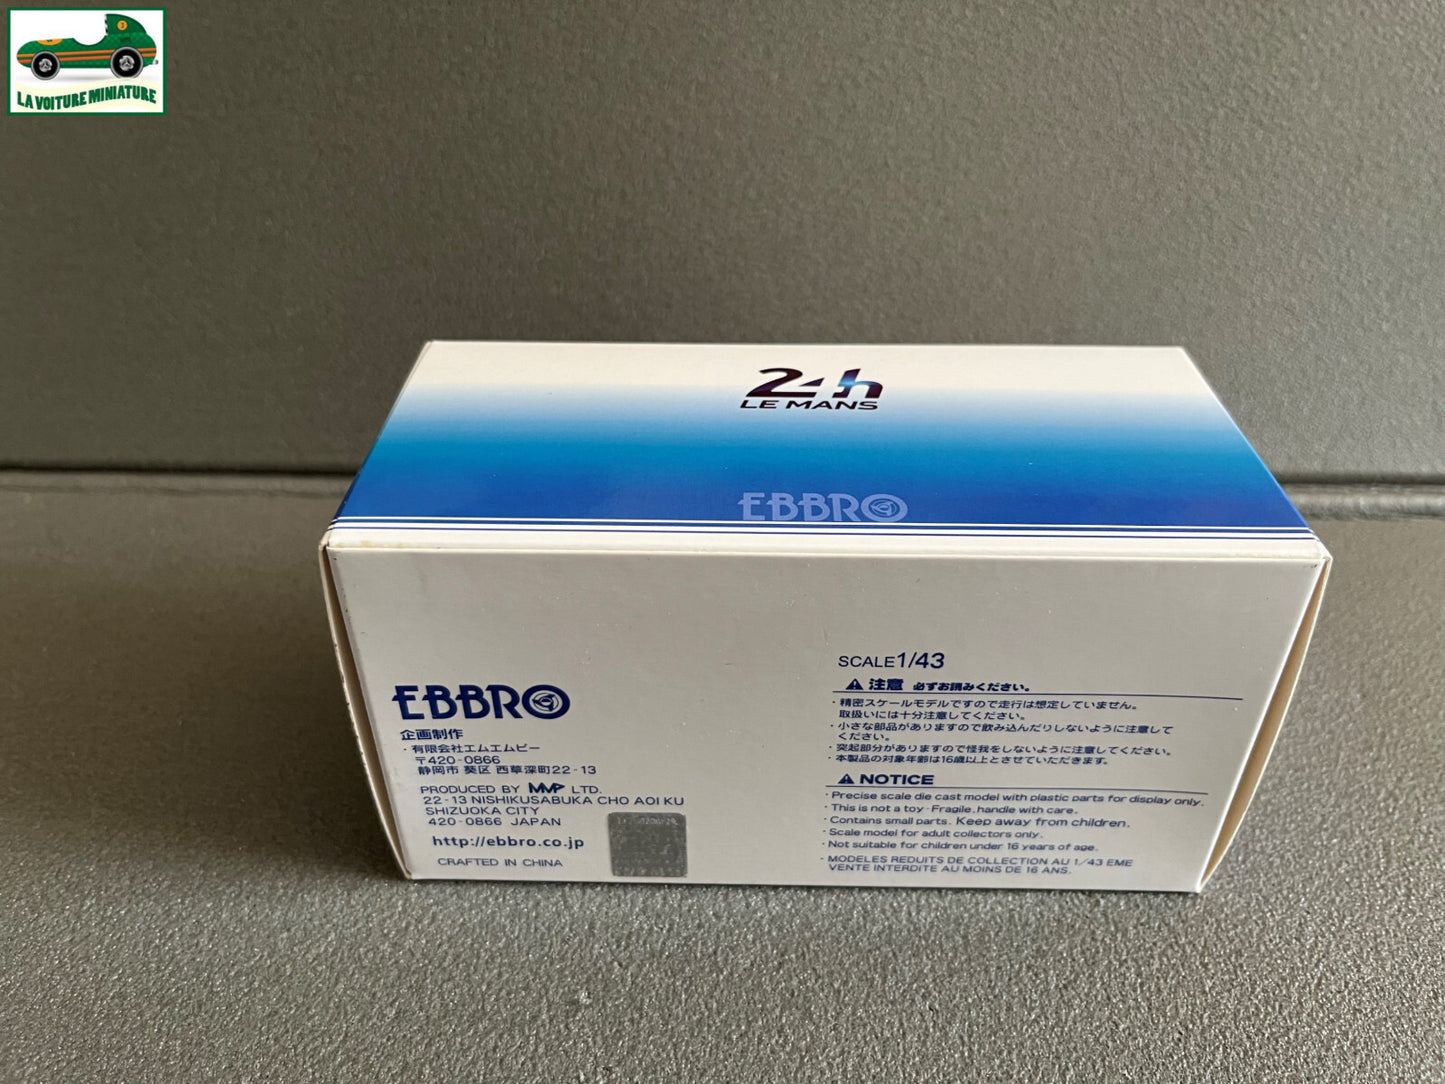 LA VOITURE MINIATURE
24h
LE MANS
EBBRO
EBBRO
企画制作
・有限会社エムエムピー
〒420-0866
静岡市 葵区 西草深町22-13
PRODUCED BY MMP LTD.
22-13 NISHIKUSABUKA CHO AOI KU
SHIZUOKA CITY
420-0866 JAPAN
http://ebbro.co.jp
CRAFTED IN CHINA
SCALE1/43
⚠注意 必ずお読みください。
・精密スケールモデルですので走行は想定していません。
取扱いには十分注意してください。
・小さな部品がありますので飲み込んだりしないように注意して
ください。
・突起部分がありますので怪我をしないように注意してください。
・本製品の対象年齢は16歳以上とさせていただきます。
⚠NOTICE
・Precise scale die cast model with plastic parts for display only.
・This is not a toy・Fragile, handle with care.
・Contains small parts. Keep away from children.
・Scale model for adult collectors only.
・Not suitable for children under 16 years of age.
・MODELES REDUITS DE COLLECTION AU 1/43 EME
VENTE INTERDITE AU MOINS DE 16 ANS.